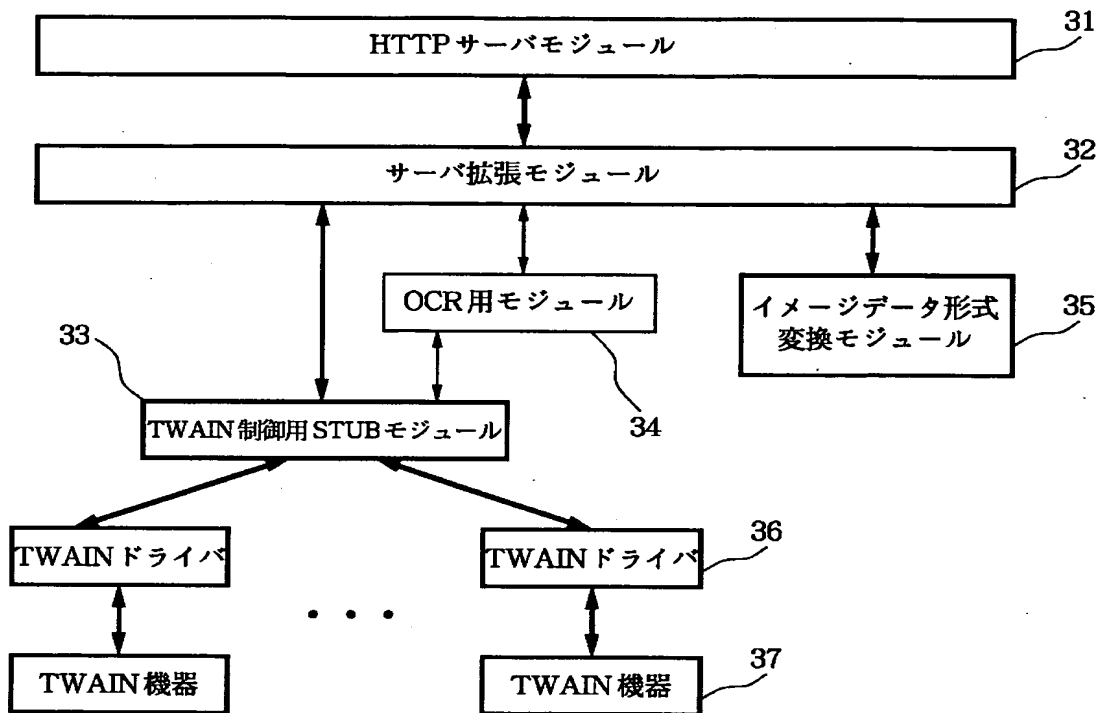 HTTPサーバモジュール
31
サーバ拡張モジュール
32
OCR用モジュール
34
イメージデータ形式
変換モジュール
35
33
TWAIN制御用STUBモジュール
TWAINドライバ
TWAINドライバ
36
・・・
TWAIN機器
TWAIN機器
37